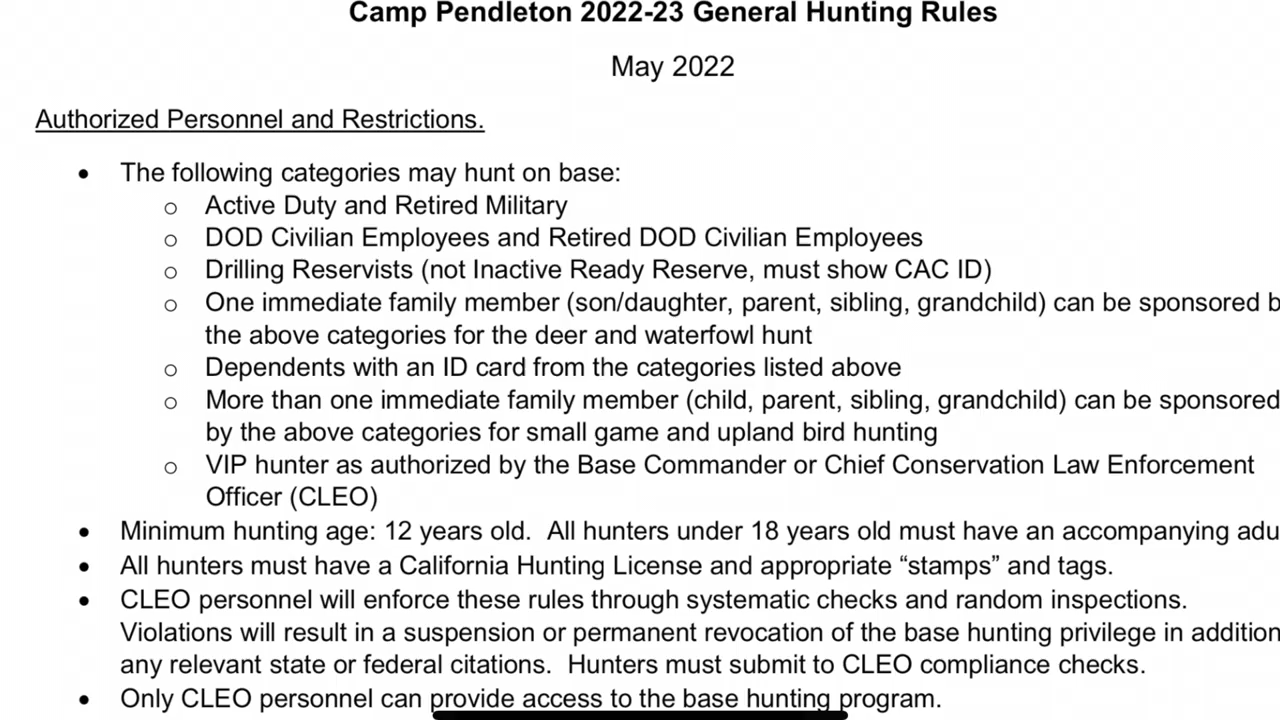 Camp Pendleton 2022-23 General Hunting Rules
May 2022
Authorized Personnel and Restrictions.
• The following categories may hunt on base:
o Active Duty and Retired Military
o DOD Civilian Employees and Retired DOD Civilian Employees
o Drilling Reservists (not Inactive Ready Reserve, must show CAC ID)
o One immediate family member (son/daughter, parent, sibling, grandchild) can be sponsored b
the above categories for the deer and waterfowl hunt
o Dependents with an ID card from the categories listed above
o More than one immediate family member (child, parent, sibling, grandchild) can be sponsored
by the above categories for small game and upland bird hunting
o VIP hunter as authorized by the Base Commander or Chief Conservation Law Enforcement
Officer (CLEO)
• Minimum hunting age: 12 years old.  All hunters under 18 years old must have an accompanying adu
• All hunters must have a California Hunting License and appropriate “stamps” and tags.
• CLEO personnel will enforce these rules through systematic checks and random inspections.
Violations will result in a suspension or permanent revocation of the base hunting privilege in addition
any relevant state or federal citations.  Hunters must submit to CLEO compliance checks.
• Only CLEO personnel can provide access to the base hunting program.